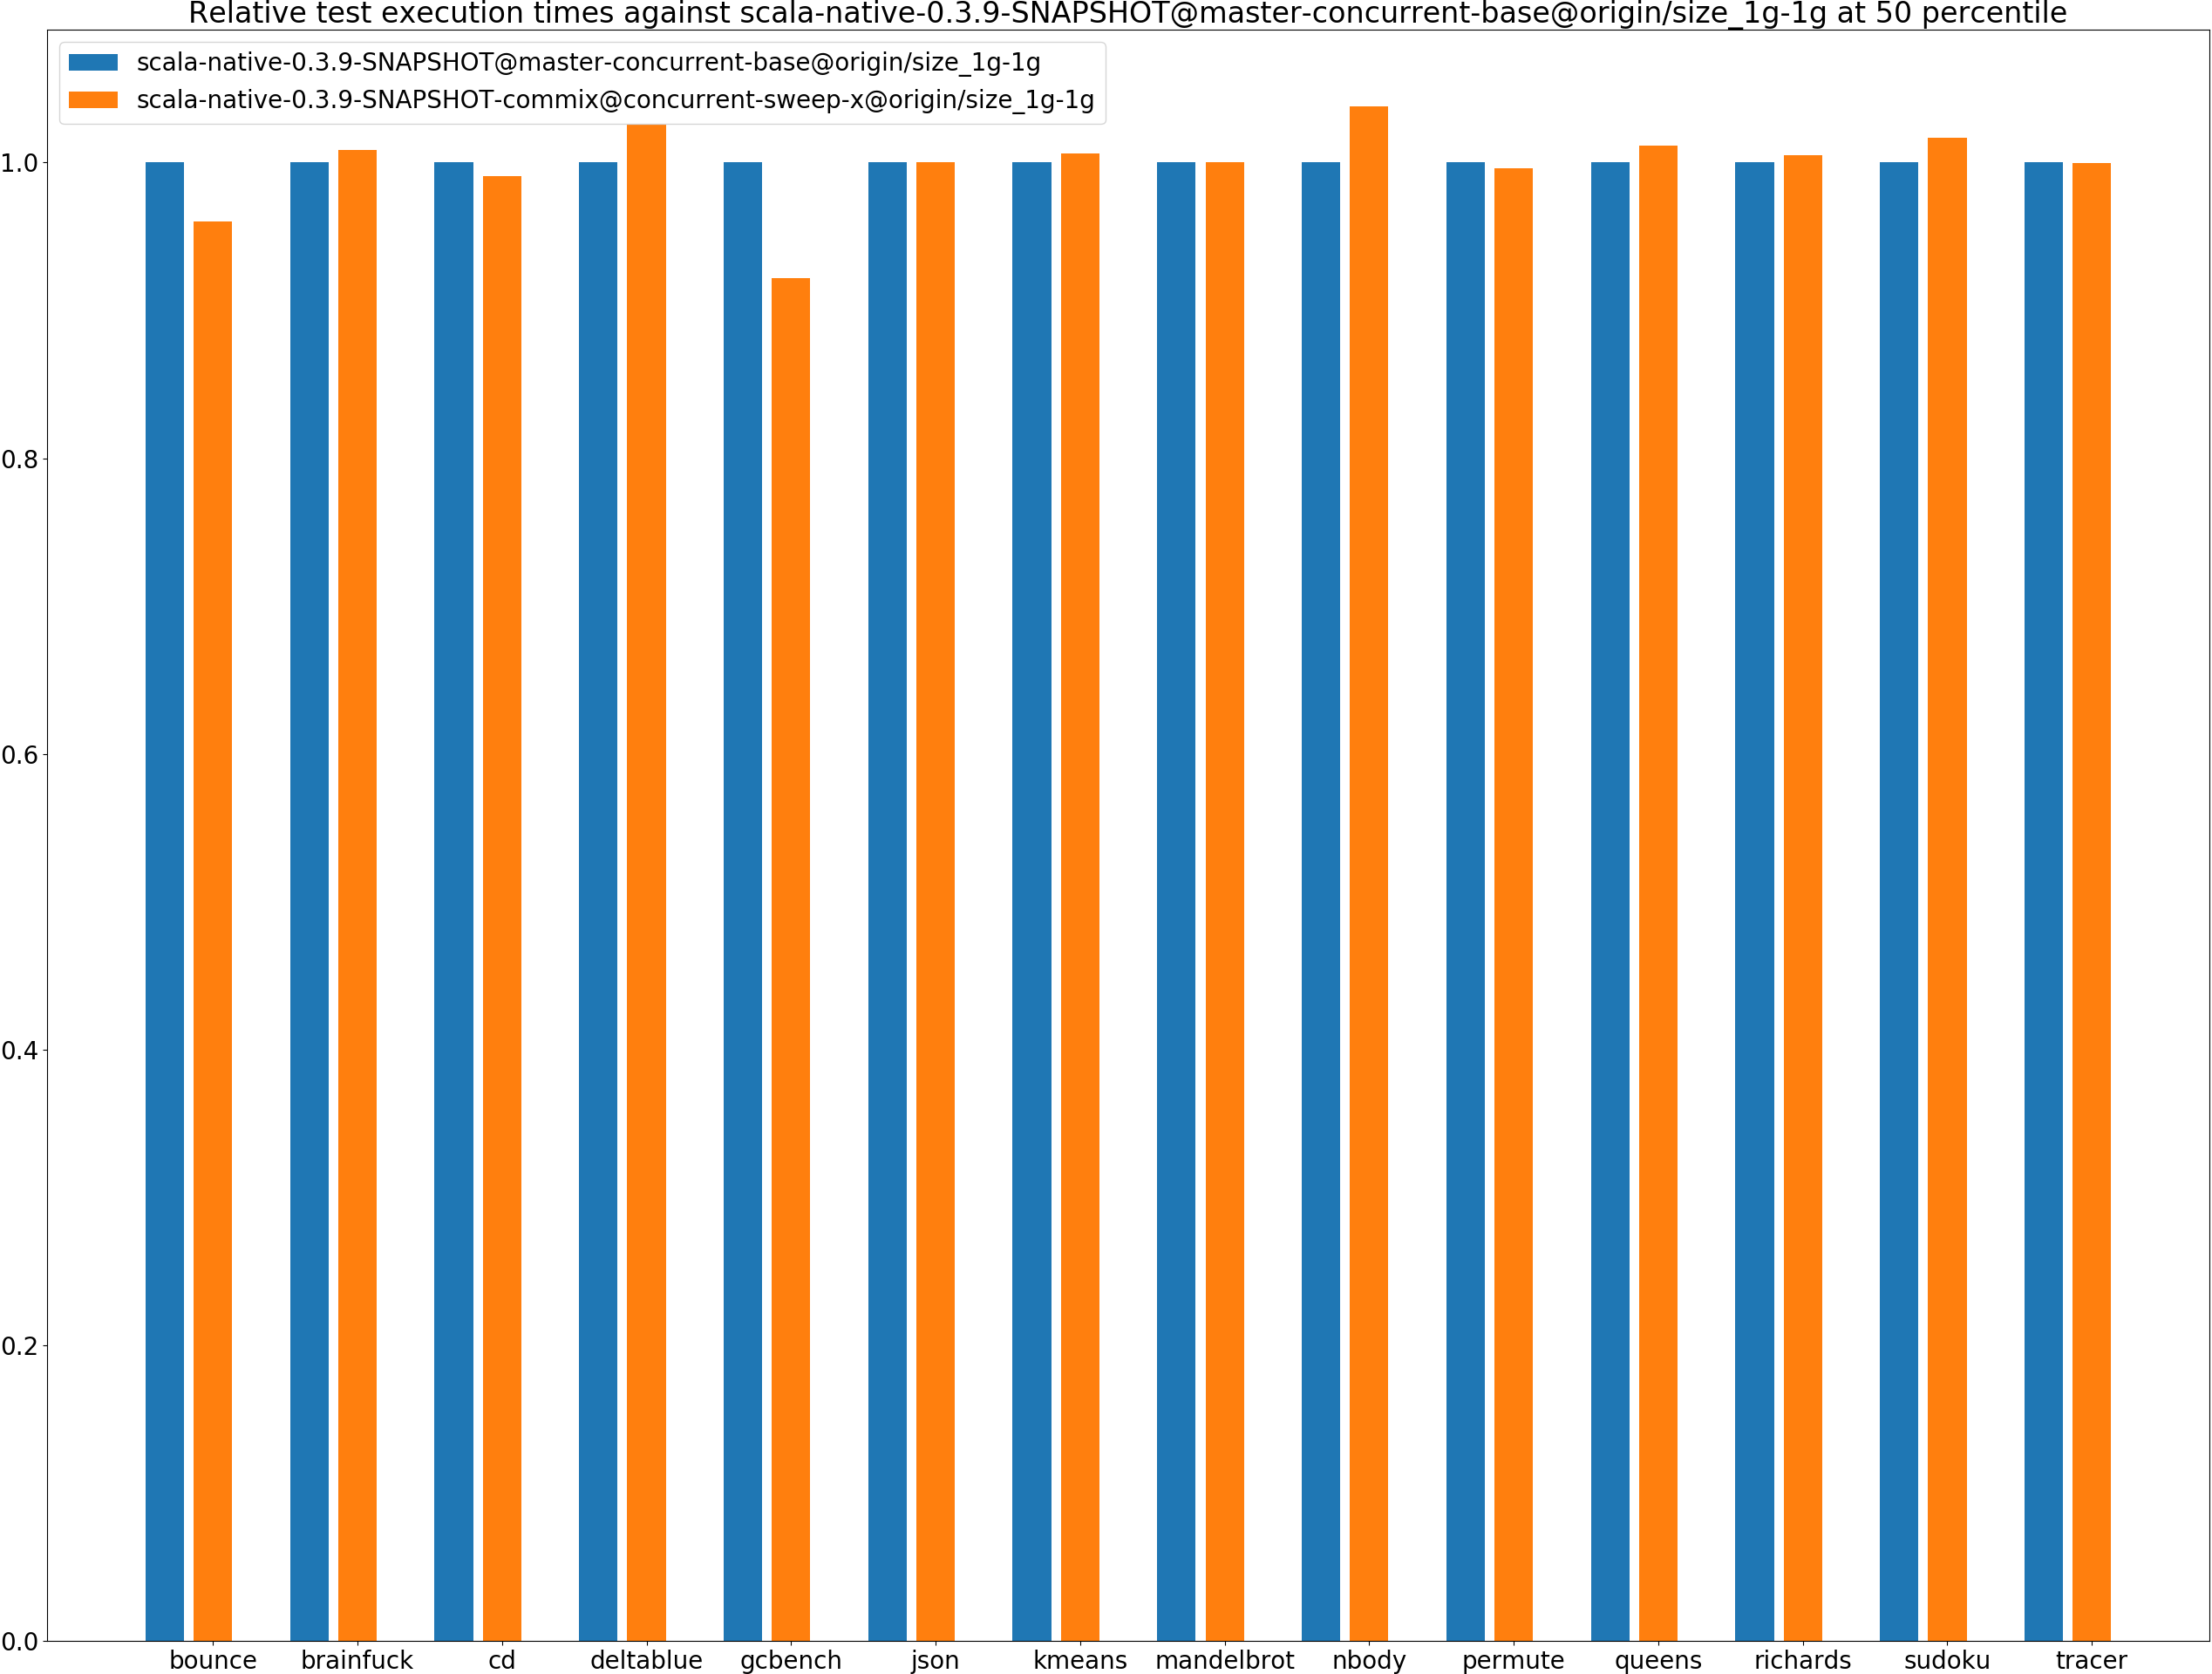 Relative test execution times against scala-native-0.3.9-SNAPSHOT@master-concurrent-base@origin/size_1g-1g at 50 percentile
scala-native-0.3.9-SNAPSHOT@master-concurrent-base@origin/size_1g-1g
scala-native-0.3.9-SNAPSHOT-commix@concurrent-sweep-x@origin/size_1g-1g
1.0
0.8
0.6
0.4
0.2
0.0
bounce brainfuck cd deltablue gcbench json kmeans mandelbrot nbody permute queens richards sudoku tracer